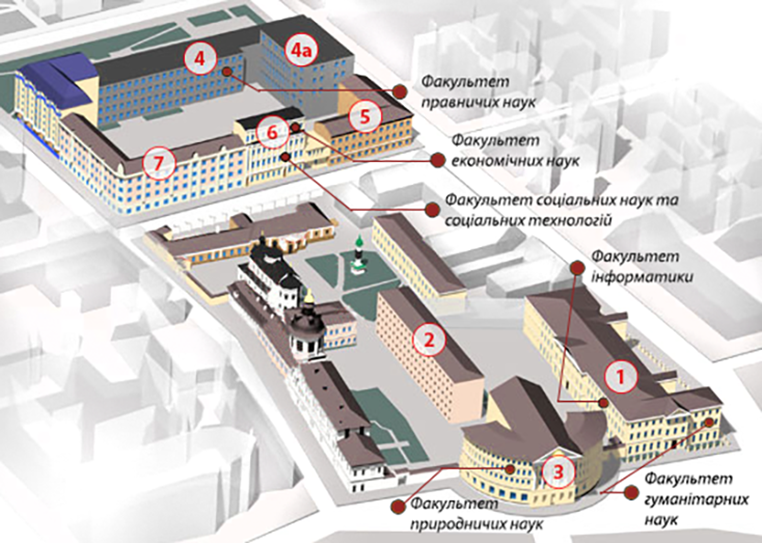 4
4а
Факультет
правничих наук
5
6
Факультет
економічних наук
7
Факультет соціальних наук та
соціальних технологій
Факультет
інформатики
2
1
3
Факультет
природничих наук
Факультет
гуманітарних
наук